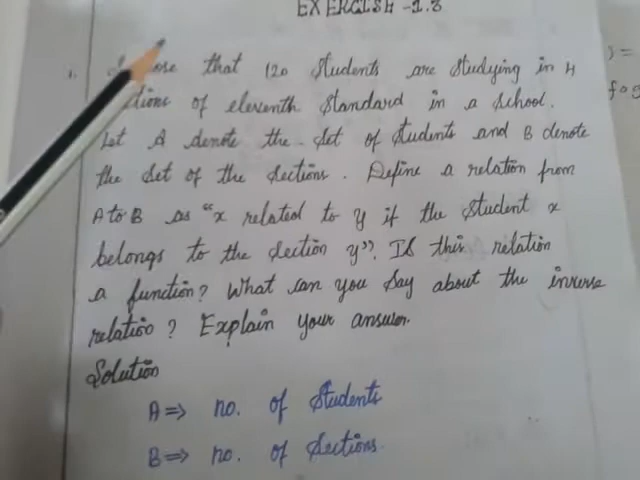 EXERCISE -1.3
1. that 120 Students are Studying in 4
of eleventh Standard in a School.
Let A denote the Set of Students and B denote
the Set of the Sections. Define a relation from
A to B as "x related to y if the Student x
belongs to the Section y". Is this relation
a function? What can you Say about the inverse
relation? Explain your answer.
Solution
A => no. of Students
B => no. of Sections.